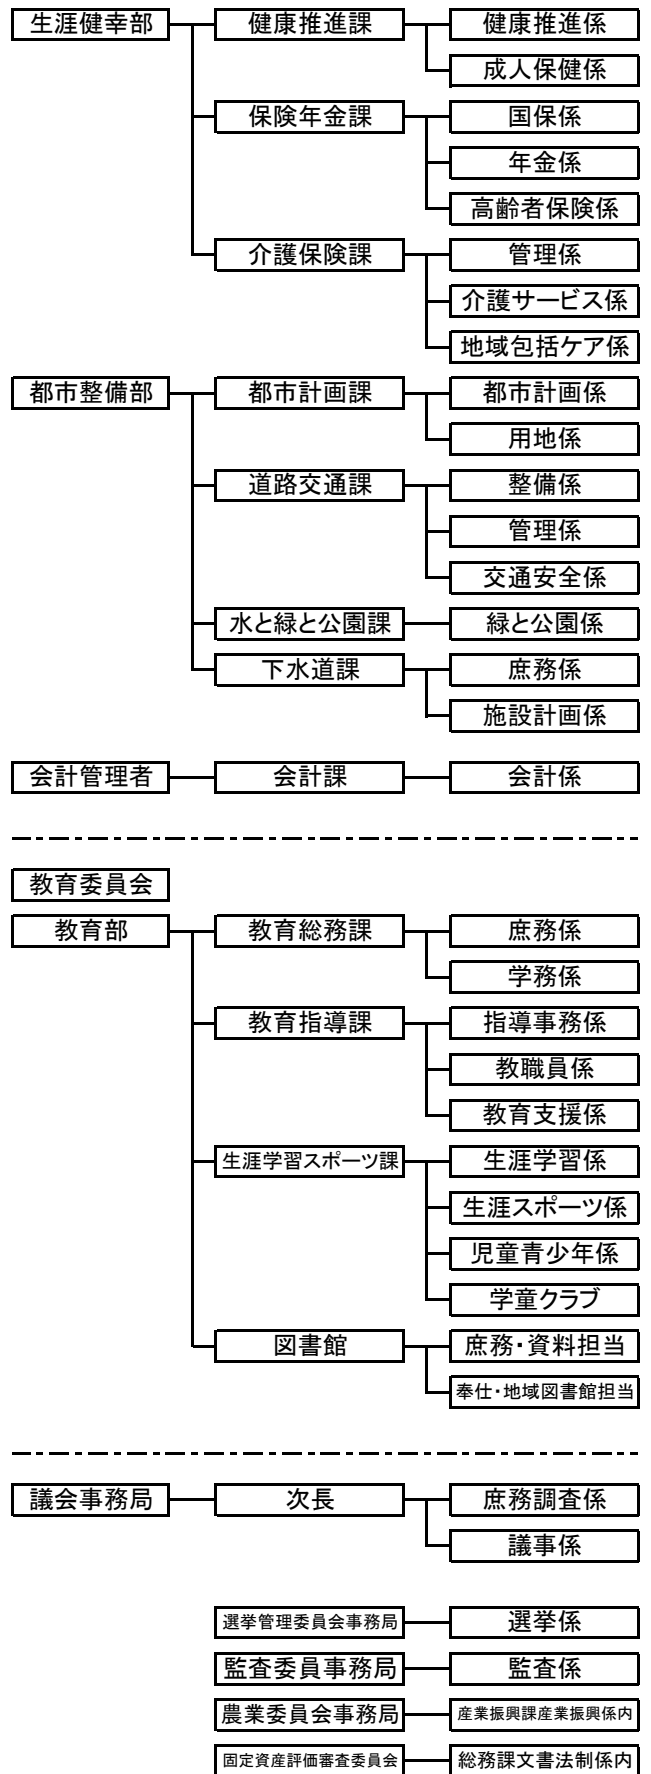 生涯健幸部 健康推進課 健康推進係
成人保健係
保険年金課 国保係
年金係
高齢者保険係
介護保険課 管理係
介護サービス係
地域包括ケア係
都市整備部 都市計画課 都市計画係
用地係
道路交通課 整備係
管理係
交通安全係
水と緑と公園課 緑と公園係
下水道課 庶務係
施設計画係
会計管理者 会計課 会計係
教育委員会
教育部 教育総務課 庶務係
学務係
教育指導課 指導事務係
教職員係
教育支援係
生涯学習スポーツ課 生涯学習係
生涯スポーツ係
児童青少年係
学童クラブ
図書館 庶務・資料担当
奉仕・地域図書館担当
議会事務局 次長 庶務調査係
議事係
選挙管理委員会事務局 選挙係
監査委員事務局 監査係
農業委員会事務局 産業振興課産業振興係内
固定資産評価審査委員会 総務課文書法制係内